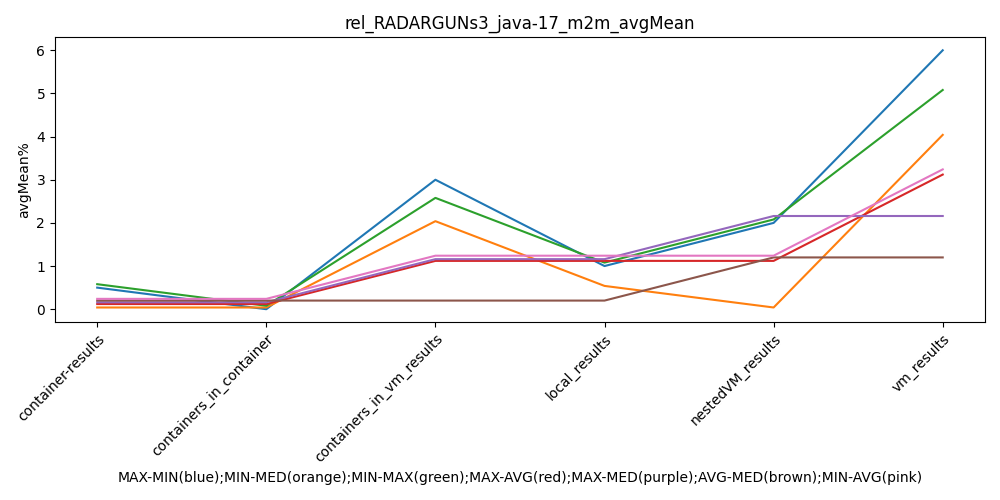 rel_RADARGUNs3_java-17_m2m_avgMean
avgMean%
6
5
4
3
2
1
0
container-results
containers_in_container
containers_in_vm_results
local_results
nestedVM_results
vm_results
MAX-MIN(blue);MIN-MED(orange);MIN-MAX(green);MAX-AVG(red);MAX-MED(purple);AVG-MED(brown);MIN-AVG(pink)